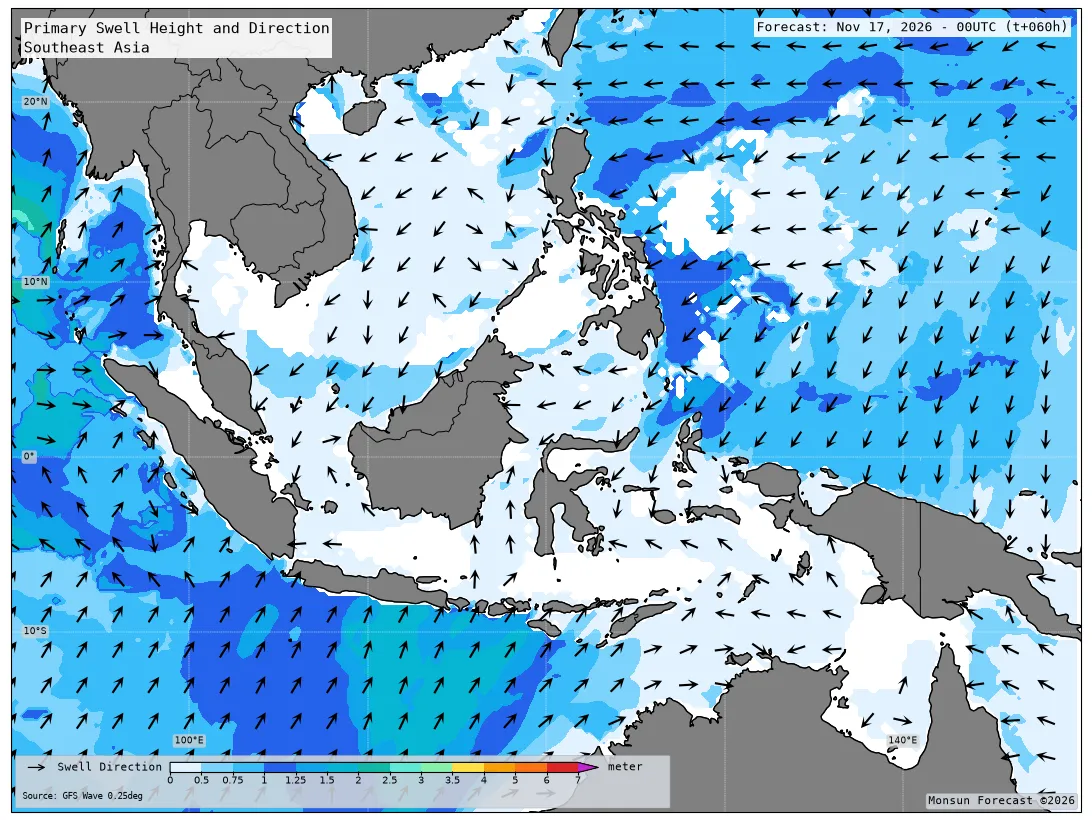 Primary Swell Height and Direction
Southeast Asia
Forecast: Nov 17, 2026 - 00UTC (t+060h)
20°N
10°N
0°
10°S
100°E
140°E
Swell Direction
0 0.5 0.75 1 1.25 1.5 2 2.5 3 3.5 4 5 6 7
meter
Source: GFS Wave 0.25deg
Monsun Forecast ©2026